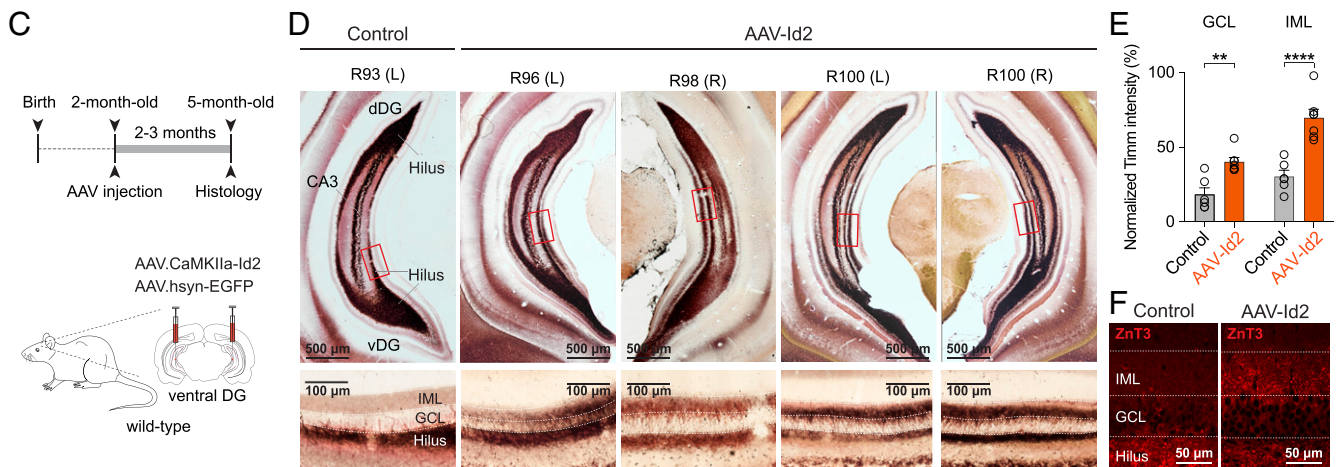 C
Birth 2-month-old 5-month-old
2-3 months
AAV injection Histology
AAV.CaMKIIa-Id2
AAV.hsyn-EGFP
ventral DG
wild-type
D
Control AAV-Id2
R93 (L) R96 (L) R98 (R) R100 (L) R100 (R)
dDG
Hilus
CA3
Hilus
vDG
500 µm 500 µm 500 µm 500 µm 500 µm
100 µm 100 µm 100 µm 100 µm 100 µm
IML
GCL
Hilus
E
GCL IML
Normalized Timm intensity (%)
** ****
100
50
0
Control AAV-Id2 Control AAV-Id2
F
Control AAV-Id2
ZnT3 ZnT3
IML
GCL
Hilus
50 µm 50 µm